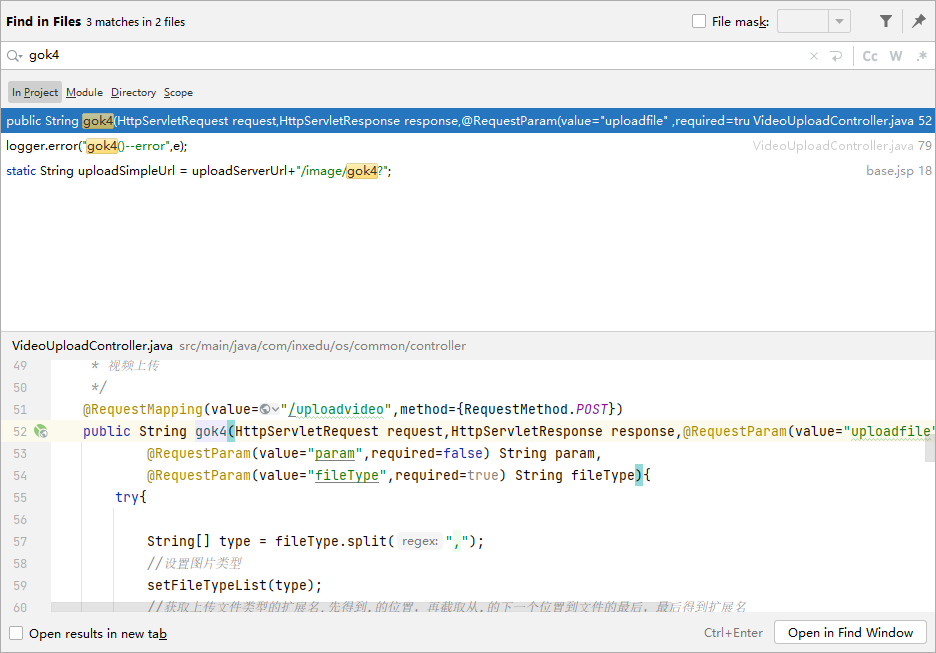 Find in Files 3 matches in 2 files
File mask:
gok4
Cc W .*
In Project Module Directory Scope
public String gok4(HttpServletRequest request,HttpServletResponse response,@RequestParam(value="uploadfile" ,required=tru VideoUploadController.java 52
logger.error("gok4()--error",e); VideoUploadController.java 79
static String uploadSimpleUrl = uploadServerUrl+"/image/gok4?"; base.jsp 18
VideoUploadController.java src/main/java/com/inxedu/os/common/controller
49 * 视频上传
50 */
51 @RequestMapping(value="/uploadvideo",method={RequestMethod.POST})
52 public String gok4(HttpServletRequest request,HttpServletResponse response,@RequestParam(value="uploadfile"
53 @RequestParam(value="param",required=false) String param,
54 @RequestParam(value="fileType",required=true) String fileType){
55 try{
56
57 String[] type = fileType.split( regex: ",");
58 //设置图片类型
59 setFileTypeList(type);
60 //获取上传文件类型的扩展名,先得到.的位置，再截取从.的下一个位置到文件的最后，最后得到扩展名
Open results in new tab
Ctrl+Enter Open in Find Window